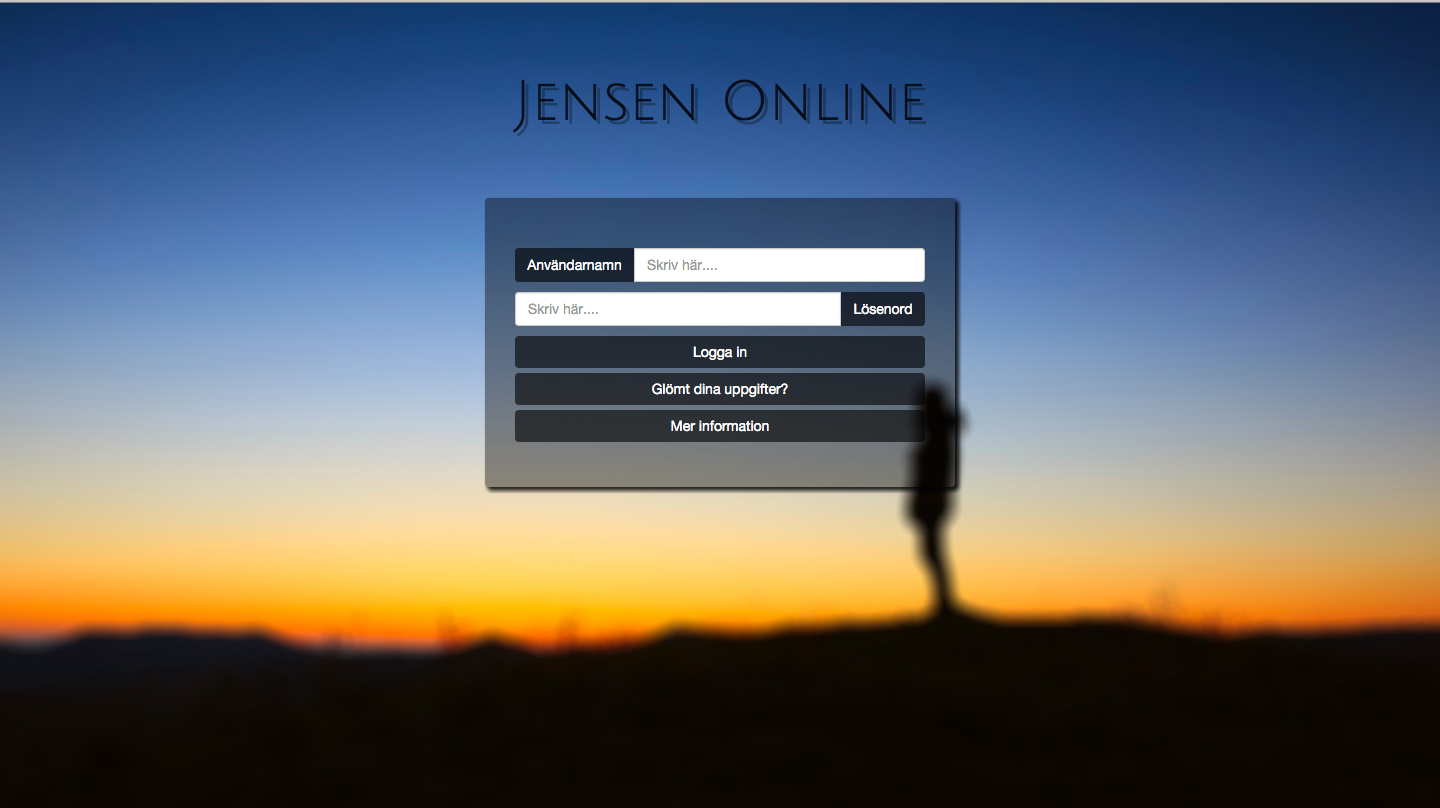 Jensen Online
Användarnamn Skriv här....
Skriv här.... Lösenord
Logga in
Glömt dina uppgifter?
Mer information